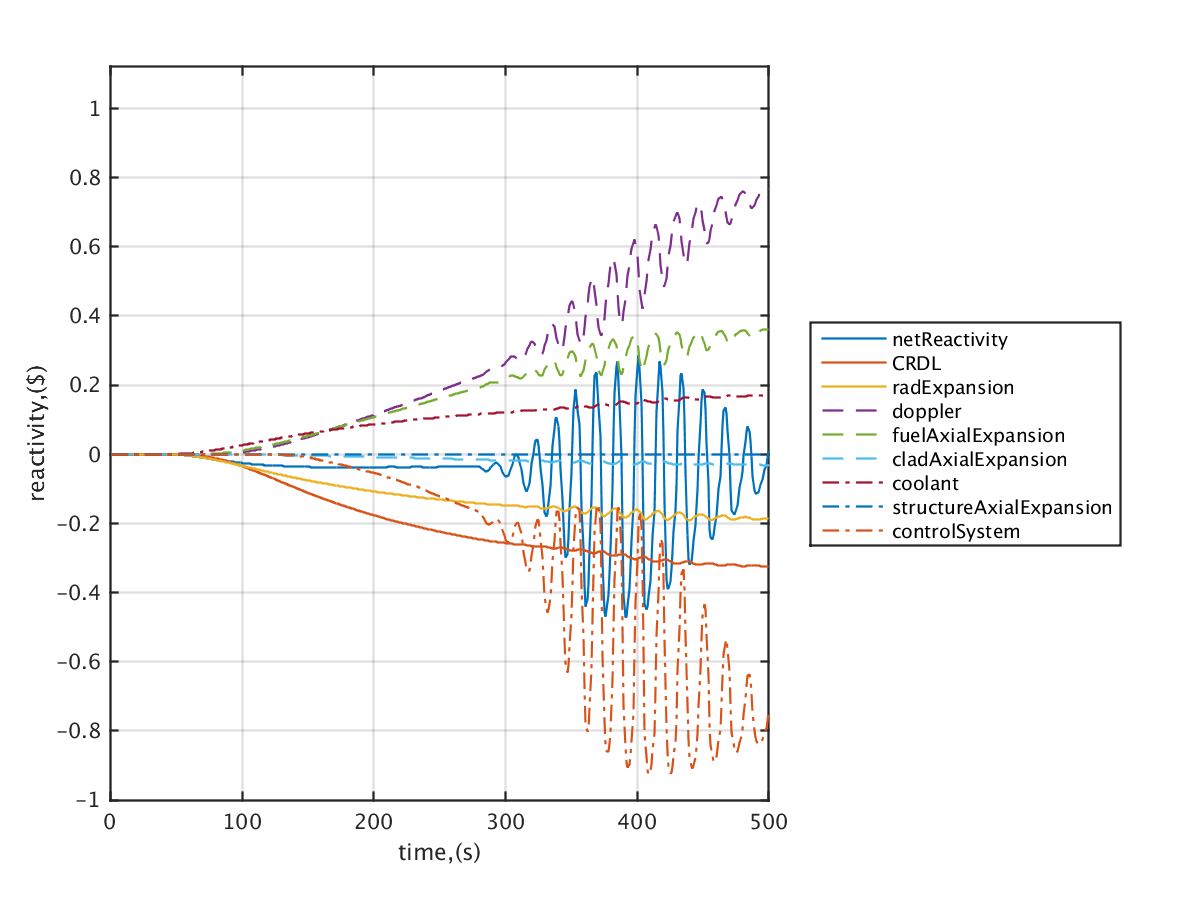 1
0.8
0.6
0.4
0.2
0
−0.2
−0.4
−0.6
−0.8
−1
reactivity,($)
0 100 200 300 400 500
time,(s)
netReactivity
CRDL
radExpansion
doppler
fuelAxialExpansion
cladAxialExpansion
coolant
structureAxialExpansion
controlSystem